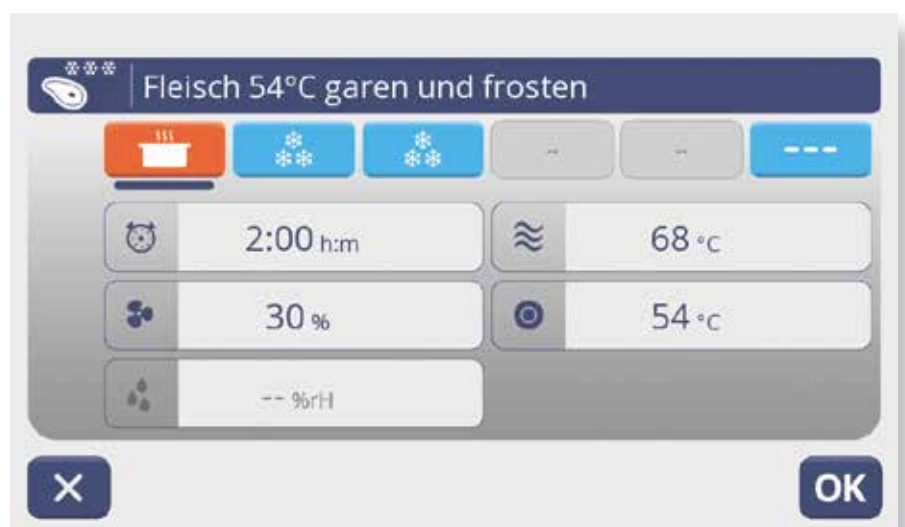 Fleisch 54°C garen und frosten
-- -- ---
2:00 h:m 68 °C
30 % 54 °C
-- %rH
OK